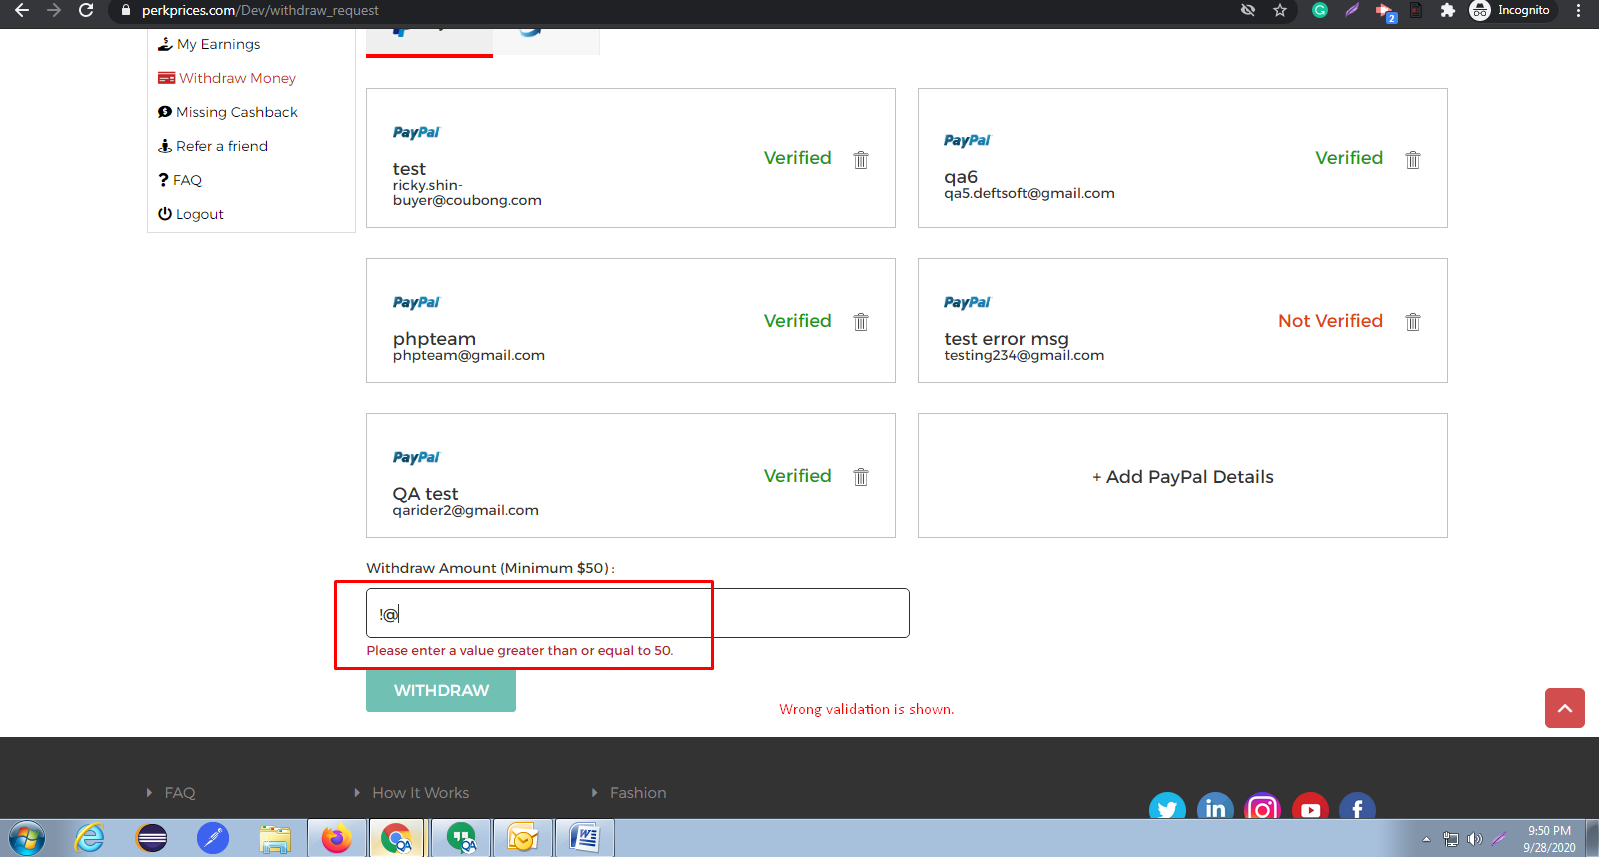 perkprices.com/Dev/withdraw_request
2
Incognito
My Earnings
Withdraw Money
Missing Cashback
Refer a friend
FAQ
Logout
PayPal
test
ricky.shin-
buyer@coubong.com
Verified
PayPal
qa6
qa5.deftsoft@gmail.com
Verified
PayPal
phpteam
phpteam@gmail.com
Verified
PayPal
test error msg
testing234@gmail.com
Not Verified
PayPal
QA test
qarider2@gmail.com
Verified
+ Add PayPal Details
Withdraw Amount (Minimum $50) :
!@
Please enter a value greater than or equal to 50.
WITHDRAW
Wrong validation is shown.
FAQ
How It Works
Fashion
9:50 PM
9/28/2020